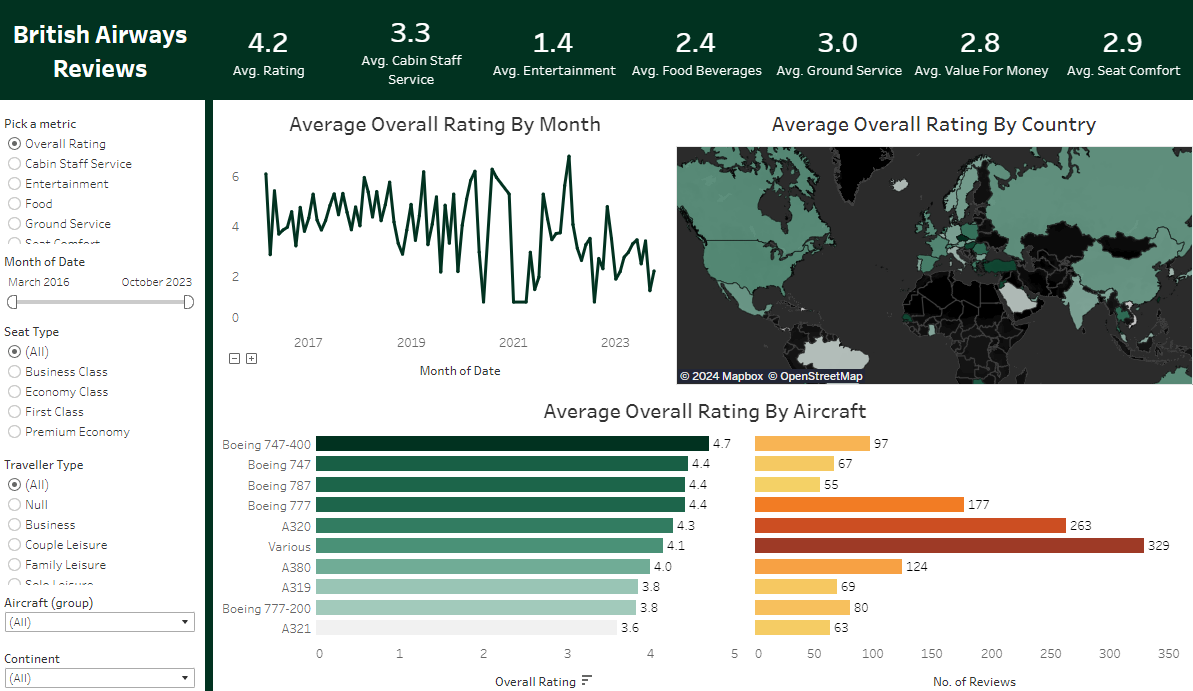 British Airways
Reviews
4.2
Avg. Rating
3.3
Avg. Cabin Staff
Service
1.4
Avg. Entertainment
2.4
Avg. Food Beverages
3.0
Avg. Ground Service
2.8
Avg. Value For Money
2.9
Avg. Seat Comfort
Pick a metric
Overall Rating
Cabin Staff Service
Entertainment
Food
Ground Service
Seat Comfort
Month of Date
March 2016 October 2023
Seat Type
(All)
Business Class
Economy Class
First Class
Premium Economy
Traveller Type
(All)
Null
Business
Couple Leisure
Family Leisure
Solo Leisure
Aircraft (group)
(All)
Continent
(All)
Average Overall Rating By Month
6
4
2
0
2017 2019 2021 2023
Month of Date
Average Overall Rating By Country
© 2024 Mapbox © OpenStreetMap
Average Overall Rating By Aircraft
Boeing 747-400 4.7 97
Boeing 747 4.4 67
Boeing 787 4.4 55
Boeing 777 4.4 177
A320 4.3 263
Various 4.1 329
A380 4.0 124
A319 3.8 69
Boeing 777-200 3.8 80
A321 3.6 63
0 1 2 3 4 5 0 50 100 150 200 250 300 350
Overall Rating No. of Reviews